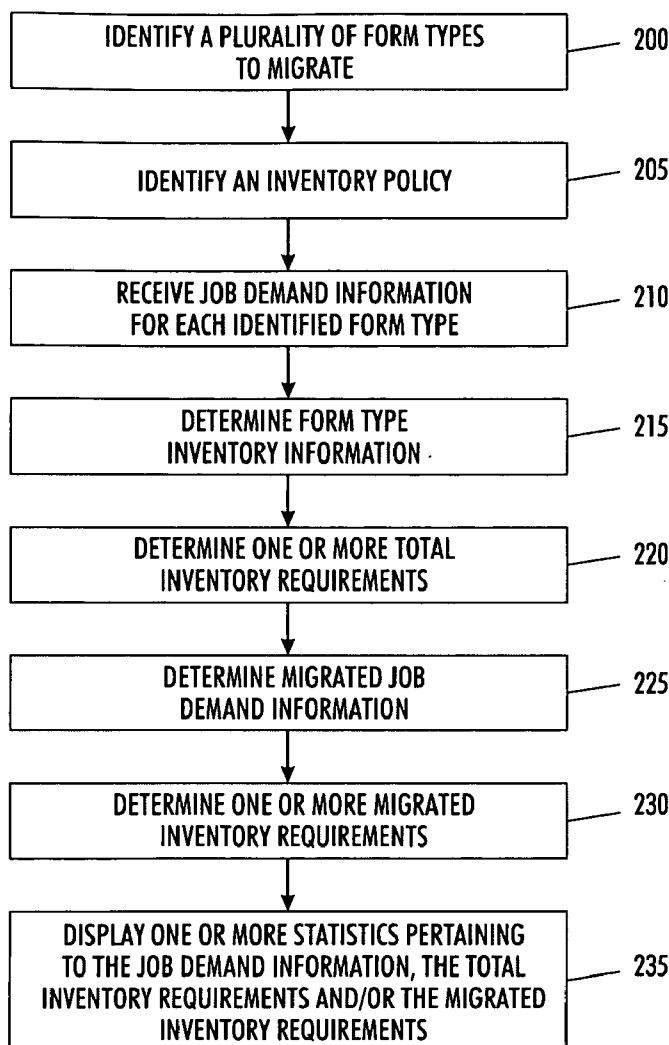 IDENTIFY A PLURALITY OF FORM TYPES
TO MIGRATE
200
IDENTIFY AN INVENTORY POLICY
205
RECEIVE JOB DEMAND INFORMATION
FOR EACH IDENTIFIED FORM TYPE
210
DETERMINE FORM TYPE
INVENTORY INFORMATION
215
DETERMINE ONE OR MORE TOTAL
INVENTORY REQUIREMENTS
220
DETERMINE MIGRATED JOB
DEMAND INFORMATION
225
DETERMINE ONE OR MORE MIGRATED
INVENTORY REQUIREMENTS
230
DISPLAY ONE OR MORE STATISTICS PERTAINING
TO THE JOB DEMAND INFORMATION, THE TOTAL
INVENTORY REQUIREMENTS AND/OR THE MIGRATED
INVENTORY REQUIREMENTS
235